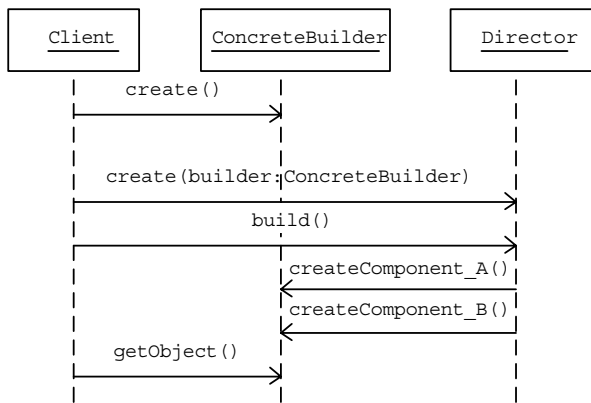 Client
ConcreteBuilder
Director
create()
create(builder:ConcreteBuilder)
build()
createComponent_A()
createComponent_B()
getObject()